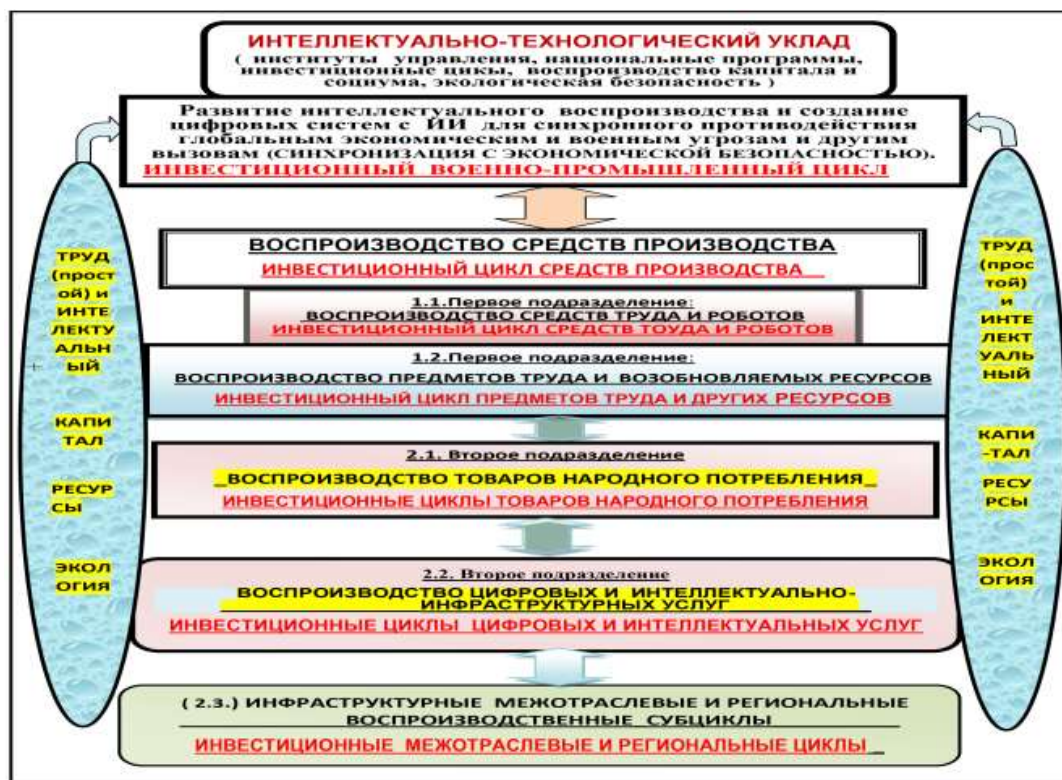 ИНТЕЛЛЕКТУАЛЬНО-ТЕХНОЛОГИЧЕСКИЙ УКЛАД
( институты управления, национальные программы,
инвестиционные цикы, воспроизводство капитала и
социума, экологическая безопасность )
Развитие интеллектуального воспроизводства и создание
цифровых систем с ИИ для синхронного противодействия
глобальным экономическим и военным угрозам и другим
вызовам (СИНХРОНИЗАЦИЯ С ЭКОНОМИЧЕСКОЙ БЕЗОПАСНОСТЬЮ).
ИНВЕСТИЦИОННЫЙ ВОЕННО-ПРОМЫШЛЕННЫЙ ЦИКЛ
ВОСПРОИЗВОДСТВО СРЕДСТВ ПРОИЗВОДСТВА
ИНВЕСТИЦИОННЫЙ ЦИКЛ СРЕДСТВ ПРОИЗВОДСТВА
1.1.Первое подразделение:
ВОСПРОИЗВОДСТВО СРЕДСТВ ТРУДА И РОБОТОВ
ИНВЕСТИЦИОННЫЙ ЦИКЛ СРЕДСТВ ТОУДА И РОБОТОВ
1.2.Первое подразделение:
ВОСПРОИЗВОДСТВО ПРЕДМЕТОВ ТРУДА И ВОЗОБНОВЛЯЕМЫХ РЕСУРСОВ
ИНВЕСТИЦИОННЫЙ ЦИКЛ ПРЕДМЕТОВ ТРУДА И ДРУГИХ РЕСУРСОВ
2.1. Второе подразделение
ВОСПРОИЗВОДСТВО ТОВАРОВ НАРОДНОГО ПОТРЕБЛЕНИЯ
ИНВЕСТИЦИОННЫЕ ЦИКЛЫ ТОВАРОВ НАРОДНОГО ПОТРЕБЛЕНИЯ
2.2. Второе подразделение
ВОСПРОИЗВОДСТВО ЦИФРОВЫХ И ИНТЕЛЛЕКТУАЛЬНО-
ИНФРАСТРУКТУРНЫХ УСЛУГ
ИНВЕСТИЦИОННЫЕ ЦИКЛЫ ЦИФРОВЫХ И ИНТЕЛЛЕКТУАЛЬНЫХ УСЛУГ
( 2.3.) ИНФРАСТРУКТУРНЫЕ МЕЖОТРАСЛЕВЫЕ И РЕГИОНАЛЬНЫЕ
ВОСПРОИЗВОДСТВЕННЫЕ СУБЦИКЛЫ
ИНВЕСТИЦИОННЫЕ МЕЖОТРАСЛЕВЫЕ И РЕГИОНАЛЬНЫЕ ЦИКЛЫ
ТРУД
(прост
ой) и
ИНТЕ
ЛЕКТУ
АЛЬН
ЫЙ
КАПИ
ТАЛ
РЕСУР
СЫ
ЭКОЛ
ОГИЯ
ТРУД
(прос
той)
и
ИНТЕ
ЛЕКТ
УАЛЬ
НЫЙ
КАПИ
-ТАЛ
РЕСУ
РСЫ
ЭКОЛ
ОГИЯ